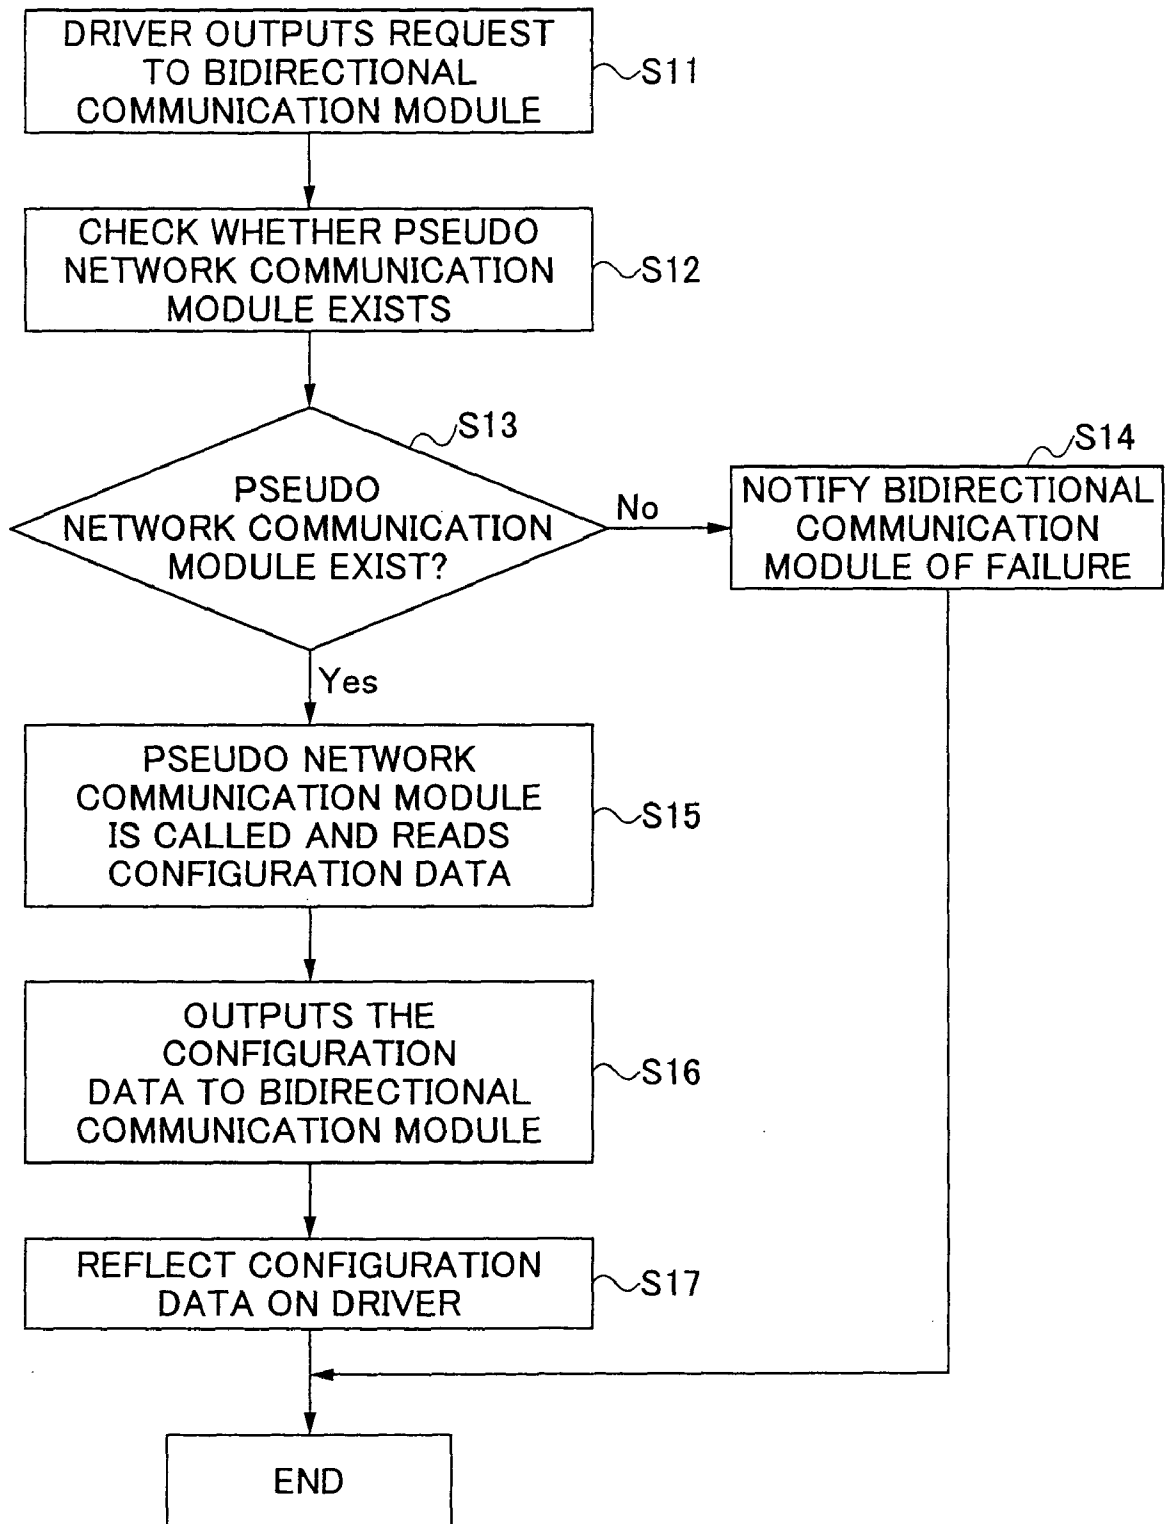 DRIVER OUTPUTS REQUEST
TO BIDIRECTIONAL
COMMUNICATION MODULE
S11
CHECK WHETHER PSEUDO
NETWORK COMMUNICATION
MODULE EXISTS
S12
S13
PSEUDO
NETWORK COMMUNICATION
MODULE EXIST?
No
S14
NOTIFY BIDIRECTIONAL
COMMUNICATION
MODULE OF FAILURE
Yes
PSEUDO NETWORK
COMMUNICATION MODULE
IS CALLED AND READS
CONFIGURATION DATA
S15
OUTPUTS THE
CONFIGURATION
DATA TO BIDIRECTIONAL
COMMUNICATION MODULE
S16
REFLECT CONFIGURATION
DATA ON DRIVER
S17
END